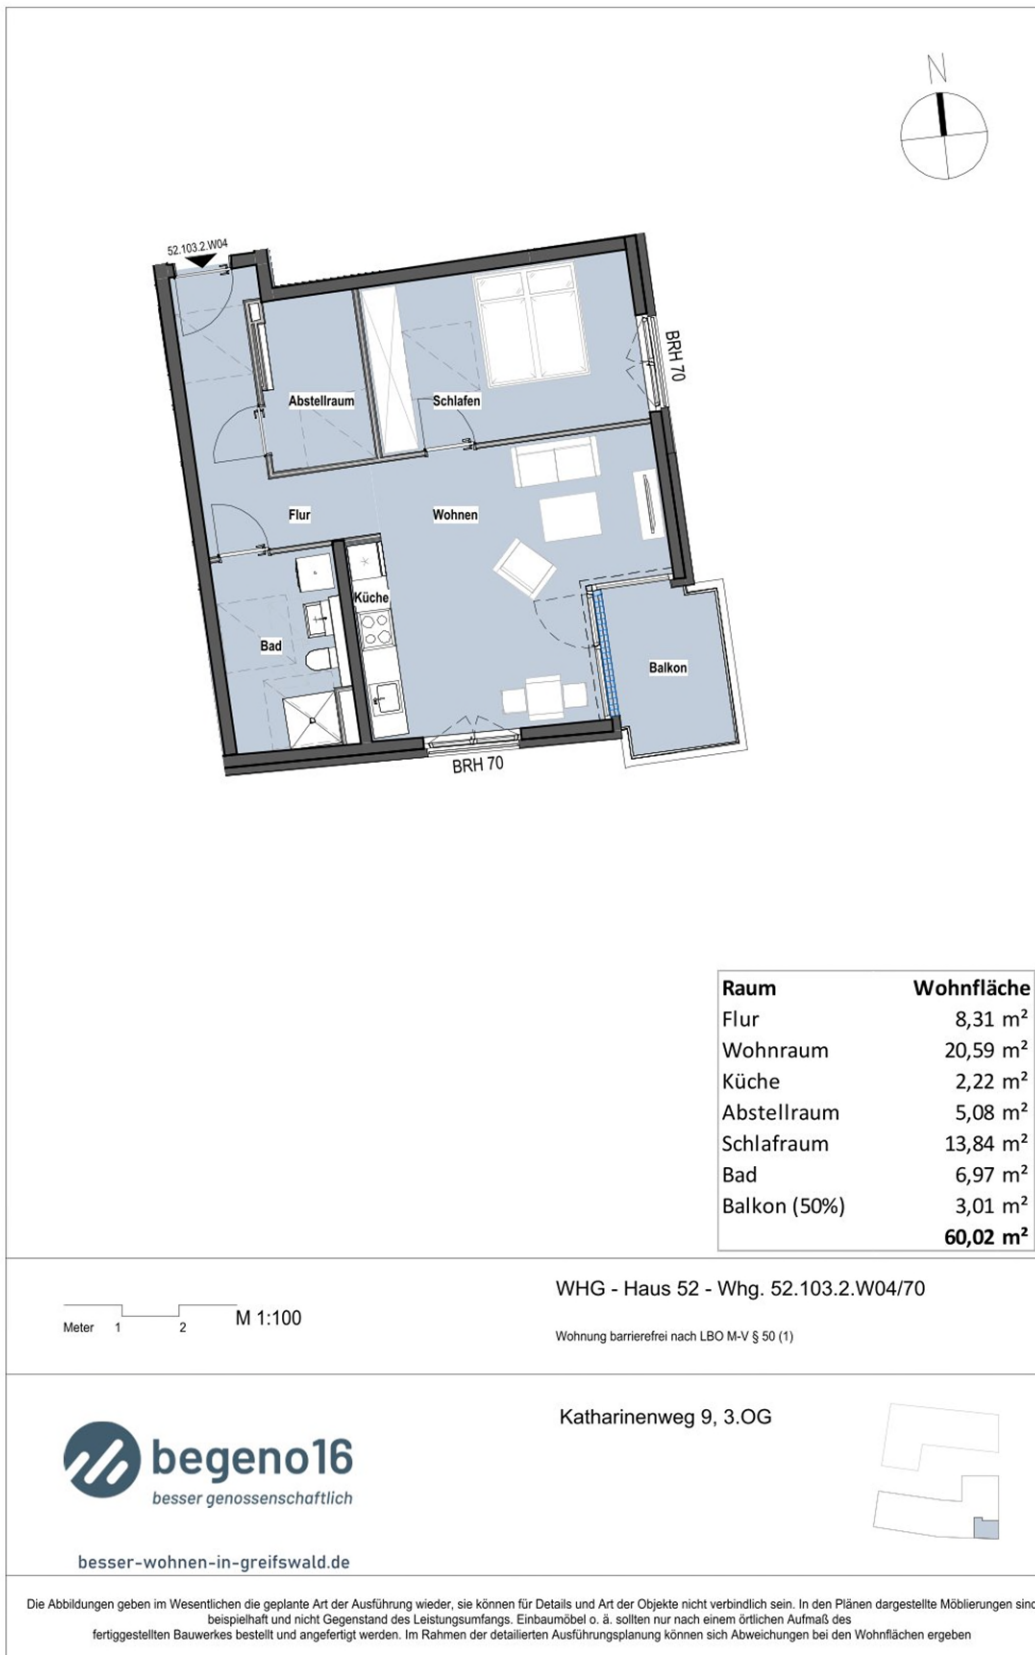 N
52.103.2.W04
BRH 70
Abstellraum
Schlafen
Flur
Wohnen
Küche
Bad
Balkon
BRH 70
Raum Wohnfläche
Flur 8,31 m²
Wohnraum 20,59 m²
Küche 2,22 m²
Abstellraum 5,08 m²
Schlafraum 13,84 m²
Bad 6,97 m²
Balkon (50%) 3,01 m²
60,02 m²
WHG - Haus 52 - Whg. 52.103.2.W04/70
Meter 1 2 M 1:100
Wohnung barrierefrei nach LBO M-V § 50 (1)
Katharinenweg 9, 3.OG
begeno16
besser genossenschaftlich
besser-wohnen-in-greifswald.de
Die Abbildungen geben im Wesentlichen die geplante Art der Ausführung wieder, sie können für Details und Art der Objekte nicht verbindlich sein. In den Plänen dargestellte Möblierungen sind
beispielhaft und nicht Gegenstand des Leistungsumfangs. Einbaumöbel o. ä. sollten nur nach einem örtlichen Aufmaß des
fertiggestellten Bauwerkes bestellt und angefertigt werden. Im Rahmen der detailierten Ausführungsplanung können sich Abweichungen bei den Wohnflächen ergeben